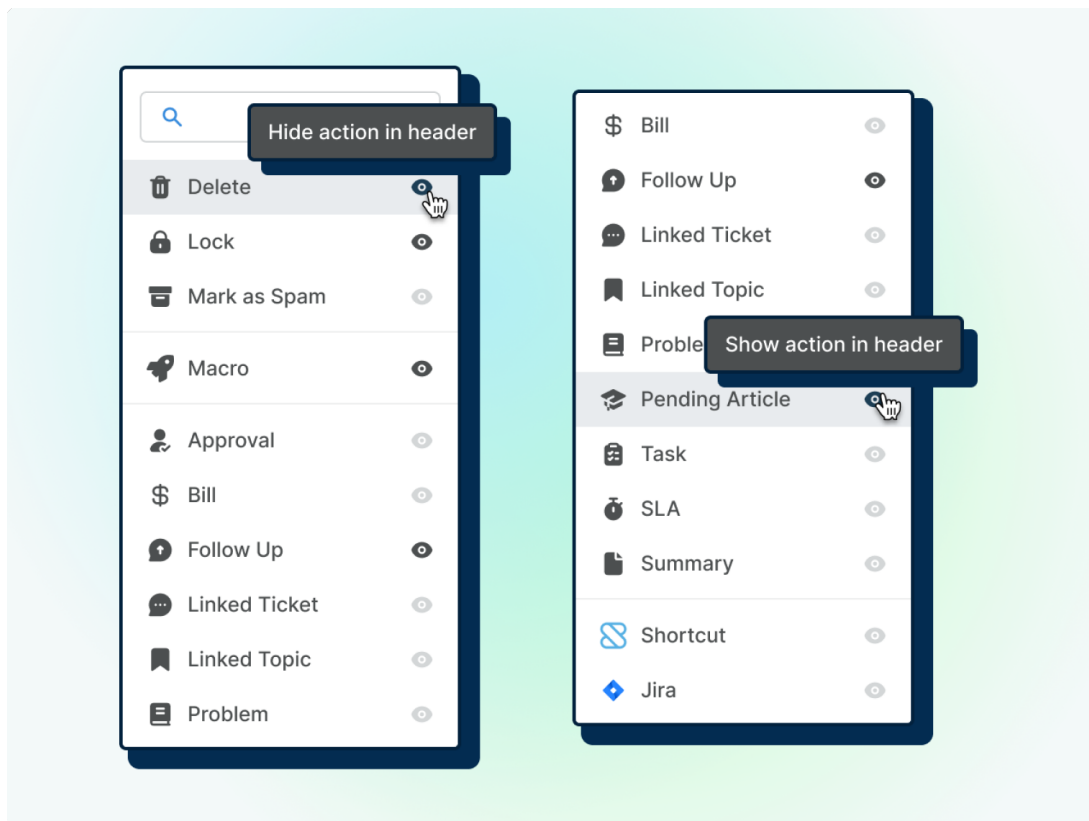 Hide action in header
Delete
Lock
Mark as Spam
Macro
Approval
Bill
Follow Up
Linked Ticket
Linked Topic
Problem
Bill
Follow Up
Linked Ticket
Linked Topic
Proble
Show action in header
Pending Article
Task
SLA
Summary
Shortcut
Jira